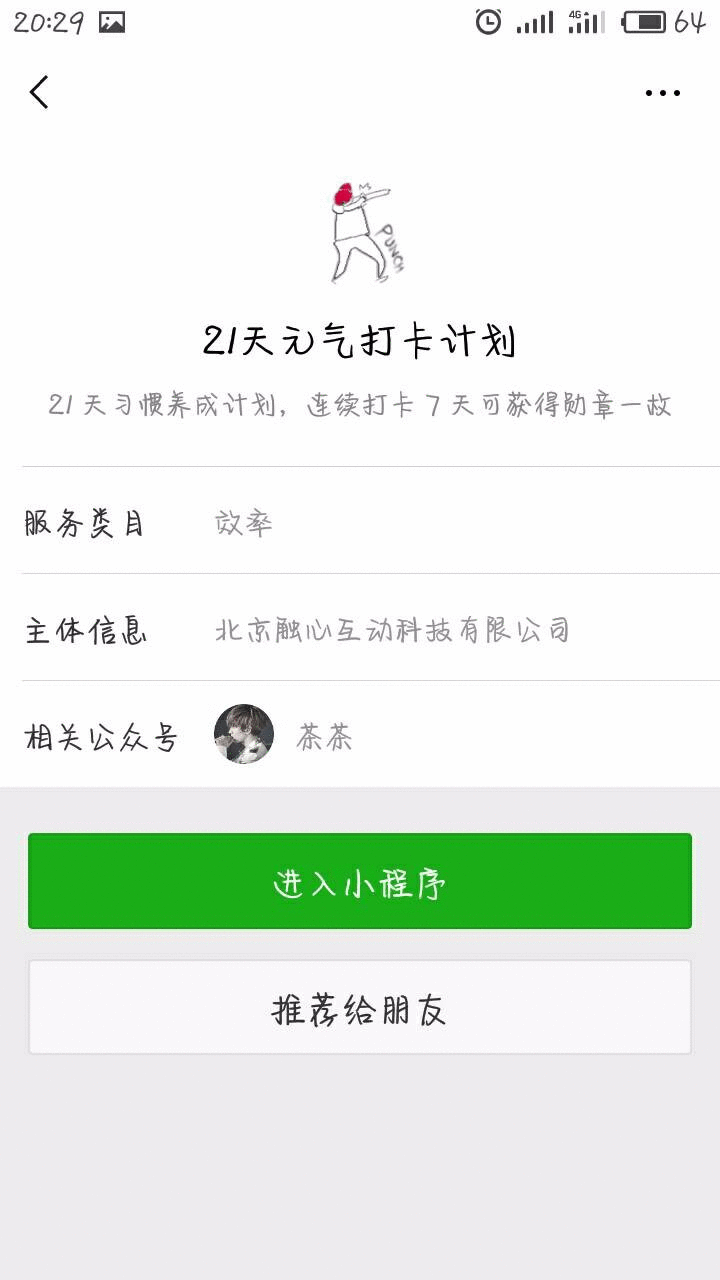 20:29 4G 64
PUNCH
21天元气打卡计划
21天习惯养成计划，连续打卡7天可获得勋章一枚
服务类目 效率
主体信息 北京触心互动科技有限公司
相关公众号 茶茶
进入小程序
推荐给朋友